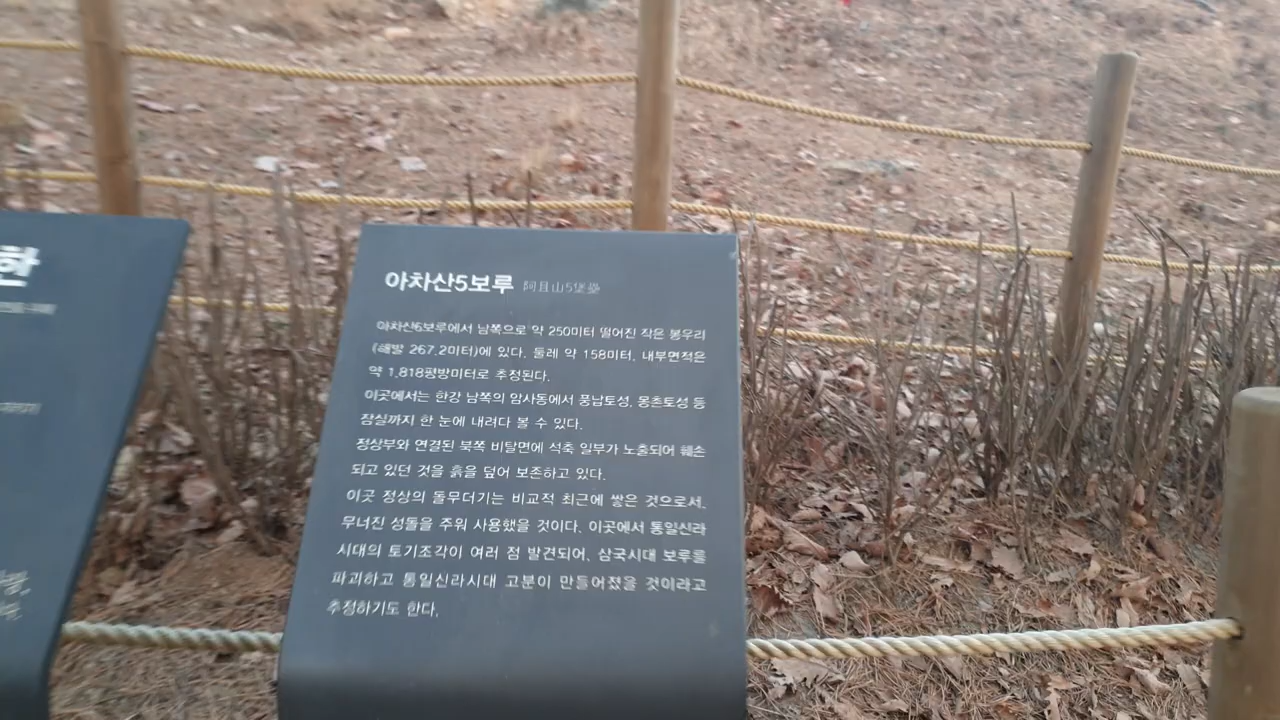 한
아차산5보루 阿且山5堡壘
아차산6보루에서 남쪽으로 약 250미터 떨어진 작은 봉우리
(해발 267.2미터)에 있다. 둘레 약 158미터, 내부면적은
약 1,818평방미터로 추정된다.
이곳에서는 한강 남쪽의 암사동에서 풍납토성, 몽촌토성 등
잠실까지 한 눈에 내려다 볼 수 있다.
정상부와 연결된 북쪽 비탈면에 석축 일부가 노출되어 훼손
되고 있던 것을 흙을 덮어 보존하고 있다.
이곳 정상의 돌무더기는 비교적 최근에 쌓은 것으로서,
무너진 성돌을 주워 사용했을 것이다. 이곳에서 통일신라
시대의 토기조각이 여러 점 발견되어, 삼국시대 보루를
파괴하고 통일신라시대 고분이 만들어졌을 것이라고
추정하기도 한다.